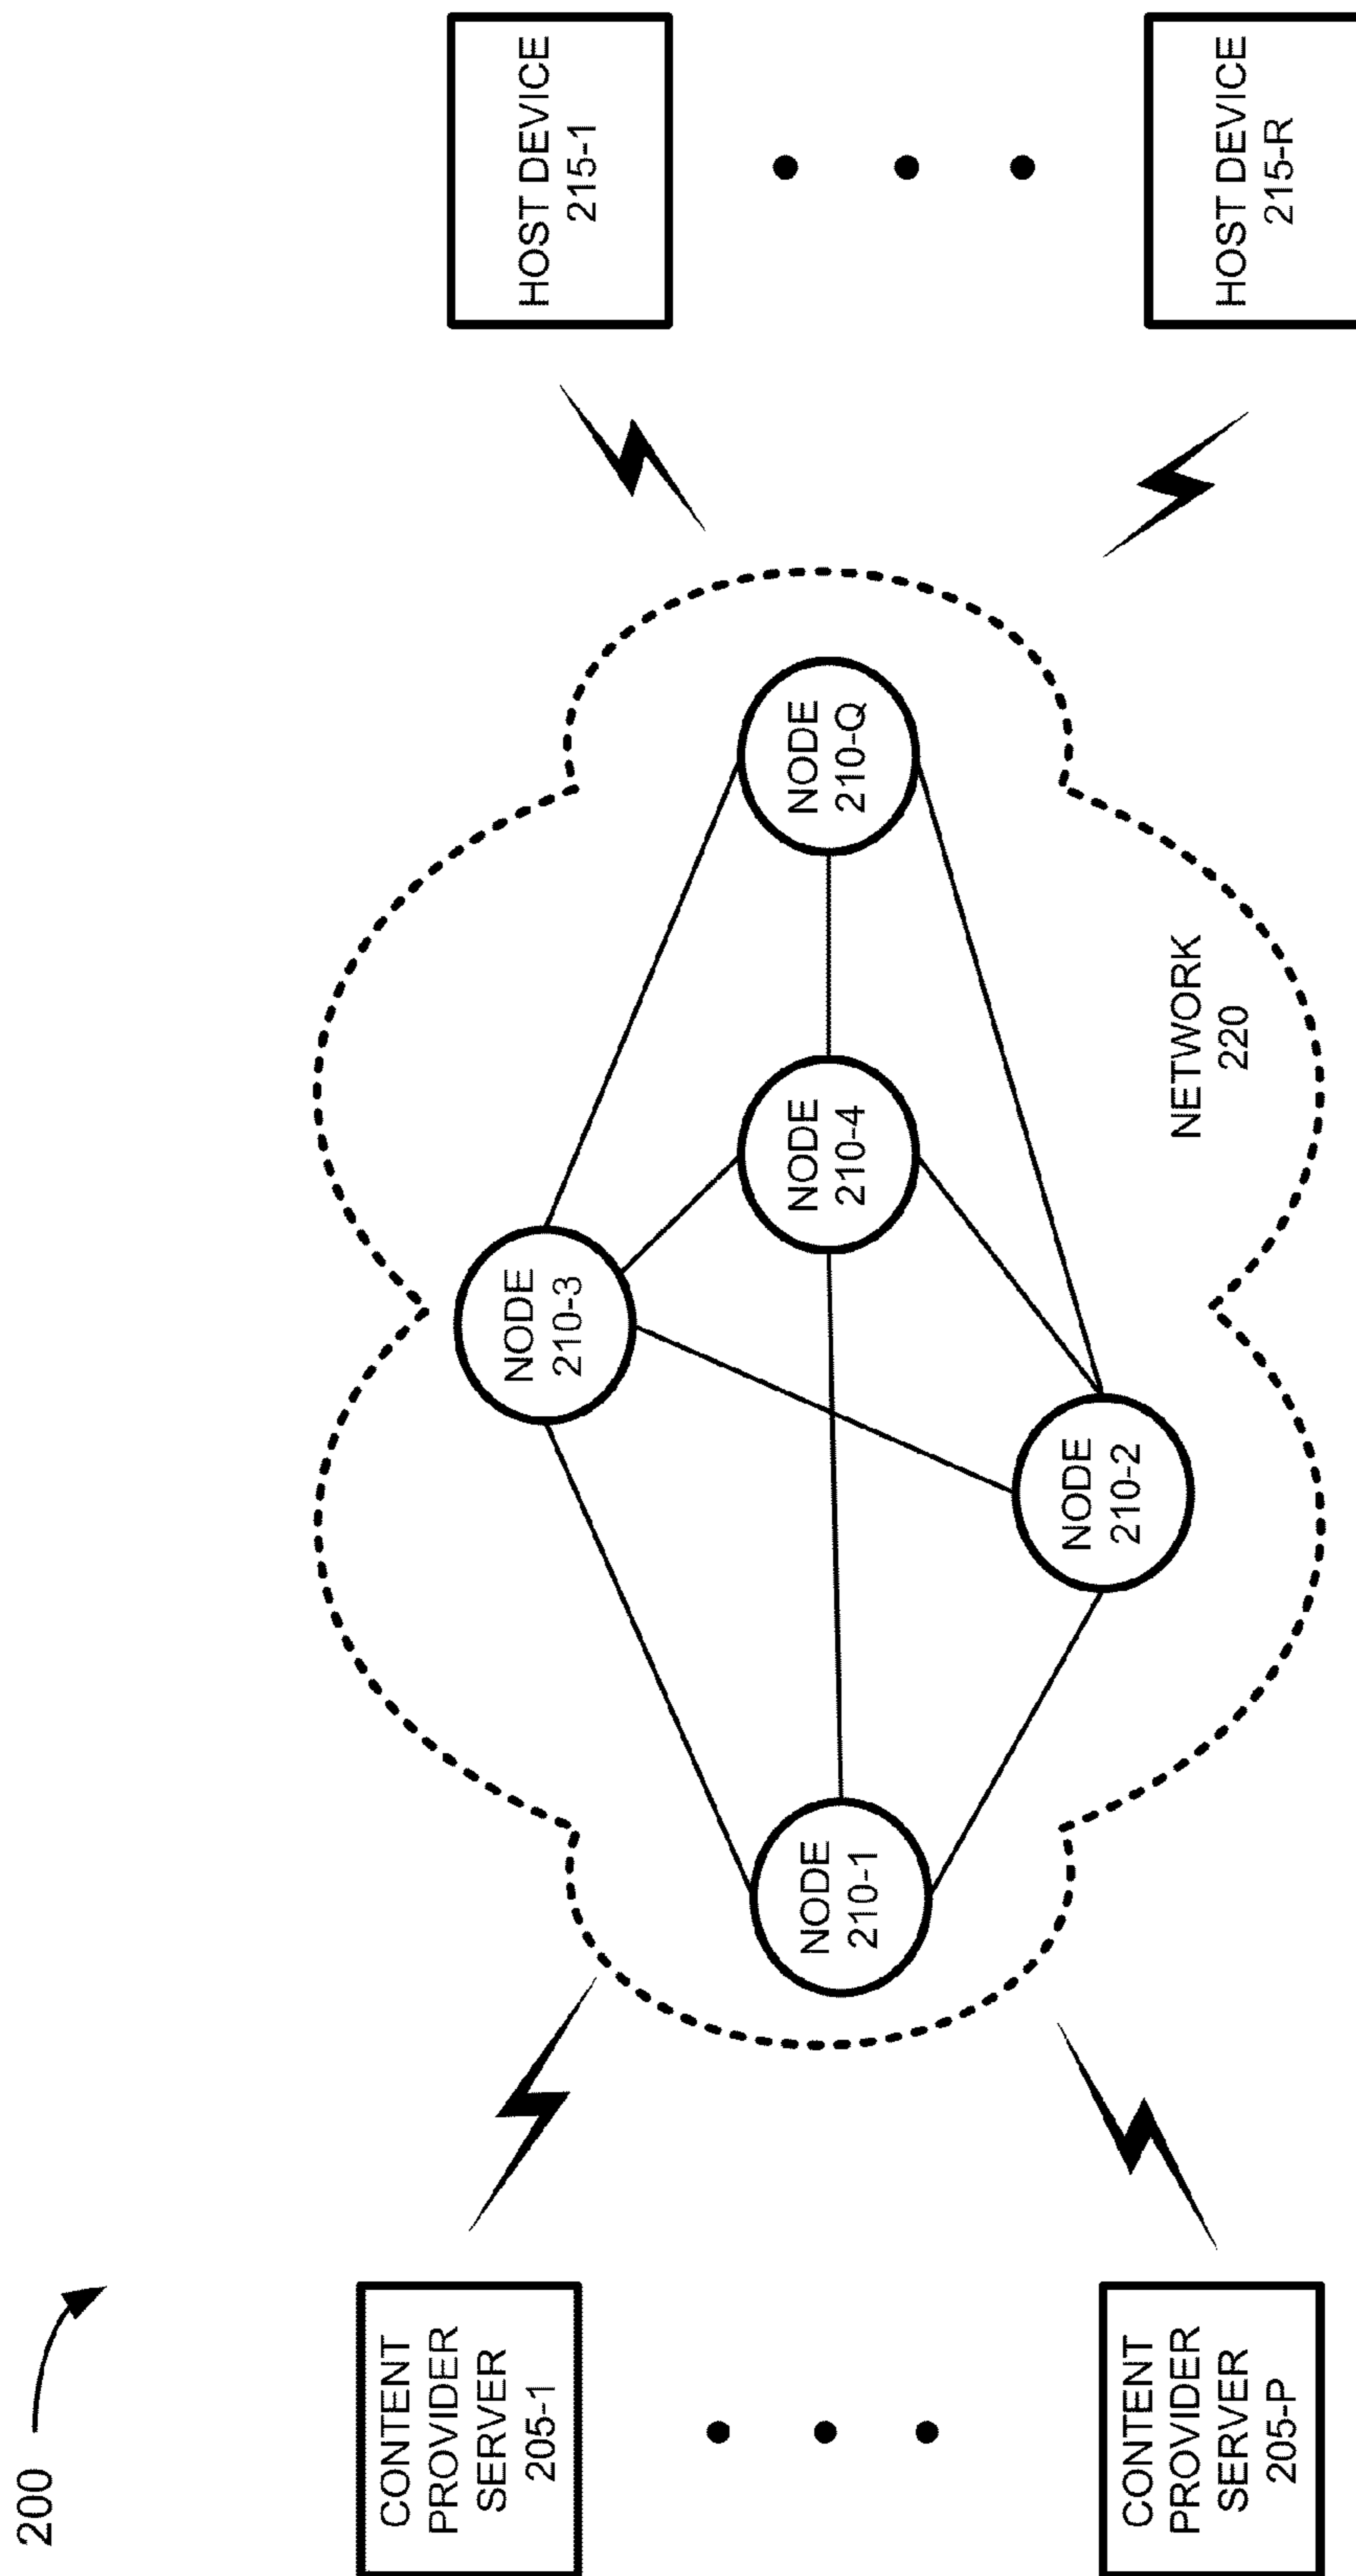 200
CONTENT
PROVIDER
SERVER
205-1
CONTENT
PROVIDER
SERVER
205-P
NODE
210-1
NODE
210-3
NODE
210-2
NODE
210-4
NODE
210-Q
NETWORK
220
HOST DEVICE
215-1
HOST DEVICE
215-R